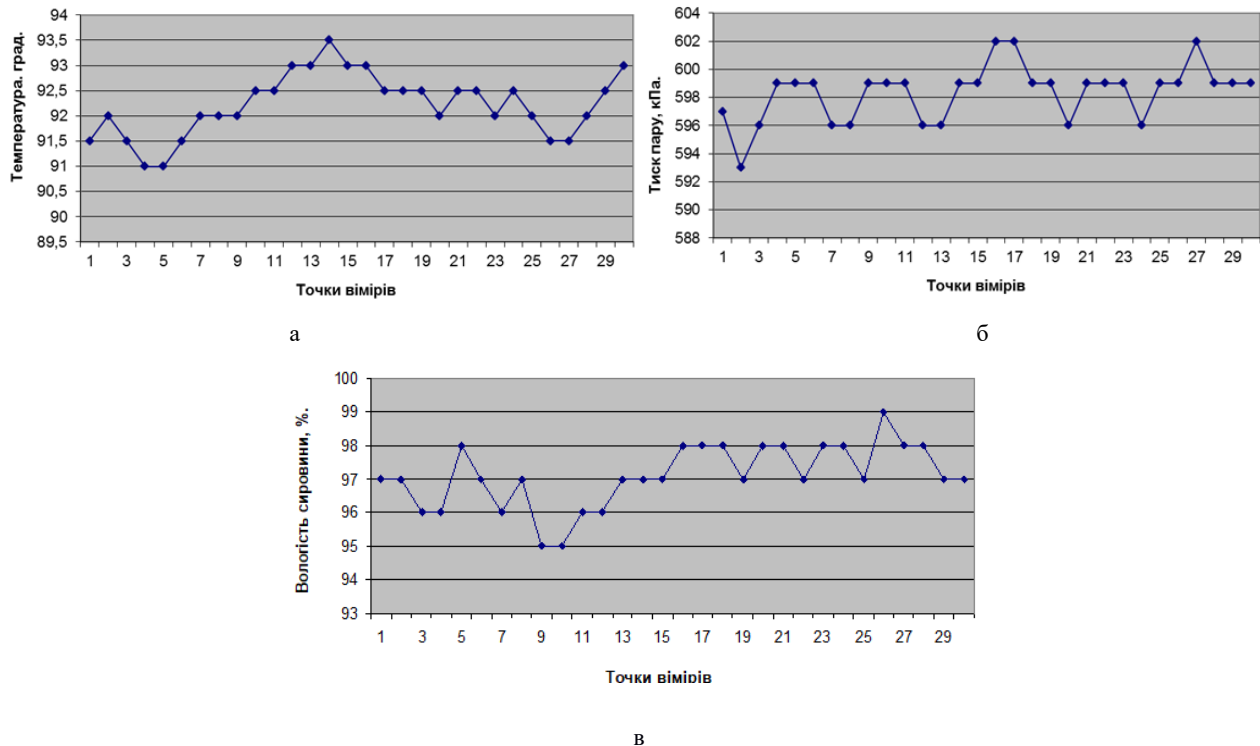 Температура. град.
94
93,5
93
92,5
92
91,5
91
90,5
90
89,5
1 3 5 7 9 11 13 15 17 19 21 23 25 27 29
Точки вімірів
а
Тиск пару, кПа.
604
602
600
598
596
594
592
590
588
1 3 5 7 9 11 13 15 17 19 21 23 25 27 29
Точки вімірів
б
Вологість сировини, %.
100
99
98
97
96
95
94
93
1 3 5 7 9 11 13 15 17 19 21 23 25 27 29
Точки вімірів
в